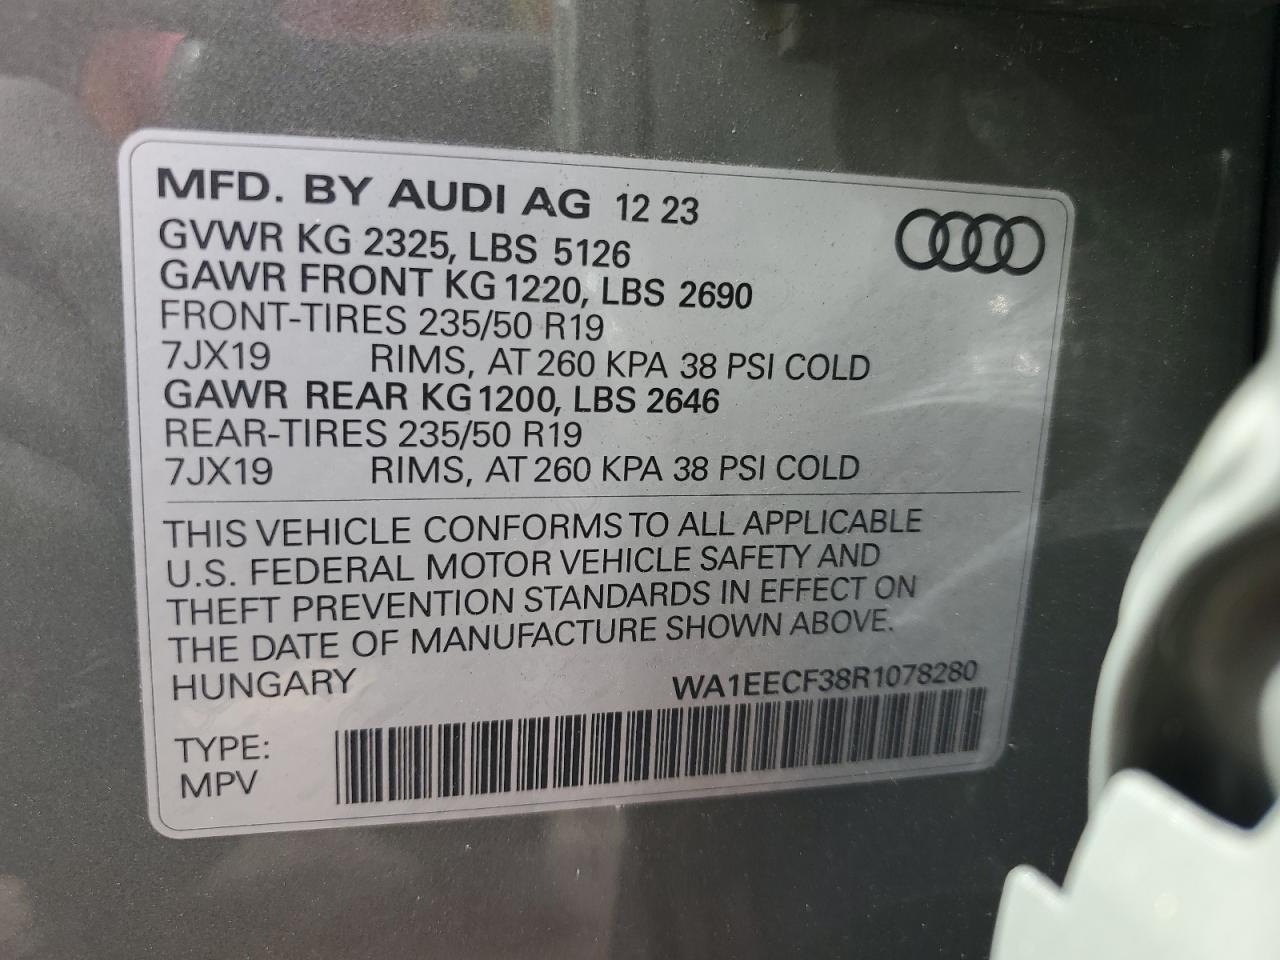 MFD. BY AUDI AG 12 23
GVWR KG 2325, LBS 5126
GAWR FRONT KG 1220, LBS 2690
FRONT-TIRES 235/50 R19
7JX19 RIMS, AT 260 KPA 38 PSI COLD
GAWR REAR KG 1200, LBS 2646
REAR-TIRES 235/50 R19
7JX19 RIMS, AT 260 KPA 38 PSI COLD
THIS VEHICLE CONFORMS TO ALL APPLICABLE
U.S. FEDERAL MOTOR VEHICLE SAFETY AND
THEFT PREVENTION STANDARDS IN EFFECT ON
THE DATE OF MANUFACTURE SHOWN ABOVE.
HUNGARY WA1EECF38R1078280
TYPE:
MPV